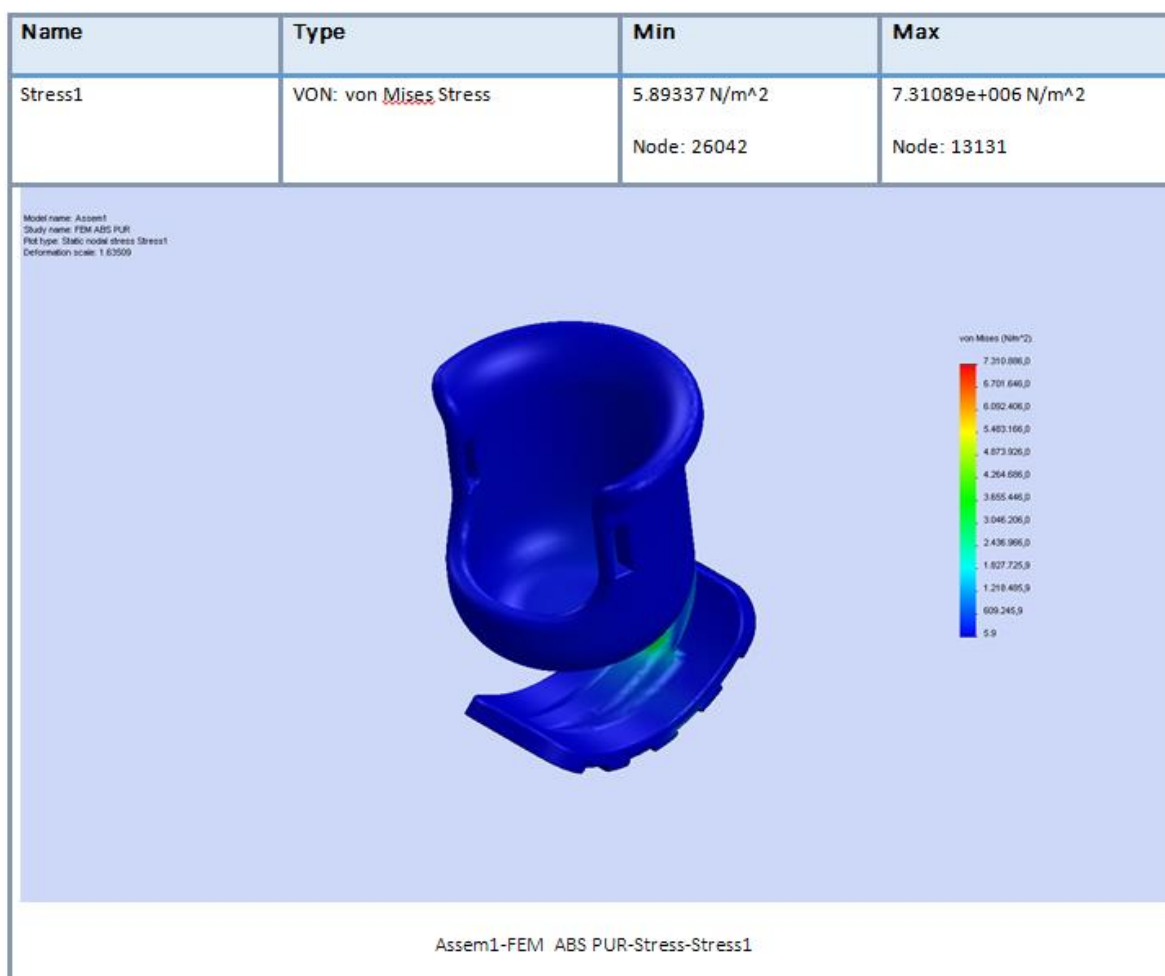 Name Type Min Max
Stress1 VON: von Mises Stress 5.89337 N/m^2 7.31089e+006 N/m^2
Node: 26042 Node: 13131
Model name: Assem1
Study name: FEM ABS PUR
Plot type: Static nodal stress Stress1
Deformation scale: 1.63509
von Mises (N/m^2)
7.310.886,0
6.701.646,0
6.092.406,0
5.483.166,0
4.873.926,0
4.264.686,0
3.655.446,0
3.046.206,0
2.436.966,0
1.827.725,9
1.218.485,9
609.245,9
5.9
Assem1-FEM ABS PUR-Stress-Stress1